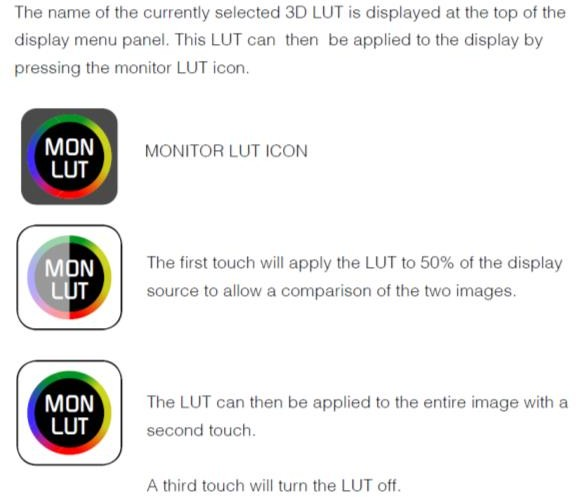 The name of the currently selected 3D LUT is displayed at the top of the
display menu panel. This LUT can then be applied to the display by
pressing the monitor LUT icon.
MON
LUT
MONITOR LUT ICON
MON
LUT
The first touch will apply the LUT to 50% of the display
source to allow a comparison of the two images.
MON
LUT
The LUT can then be applied to the entire image with a
second touch.
A third touch will turn the LUT off.